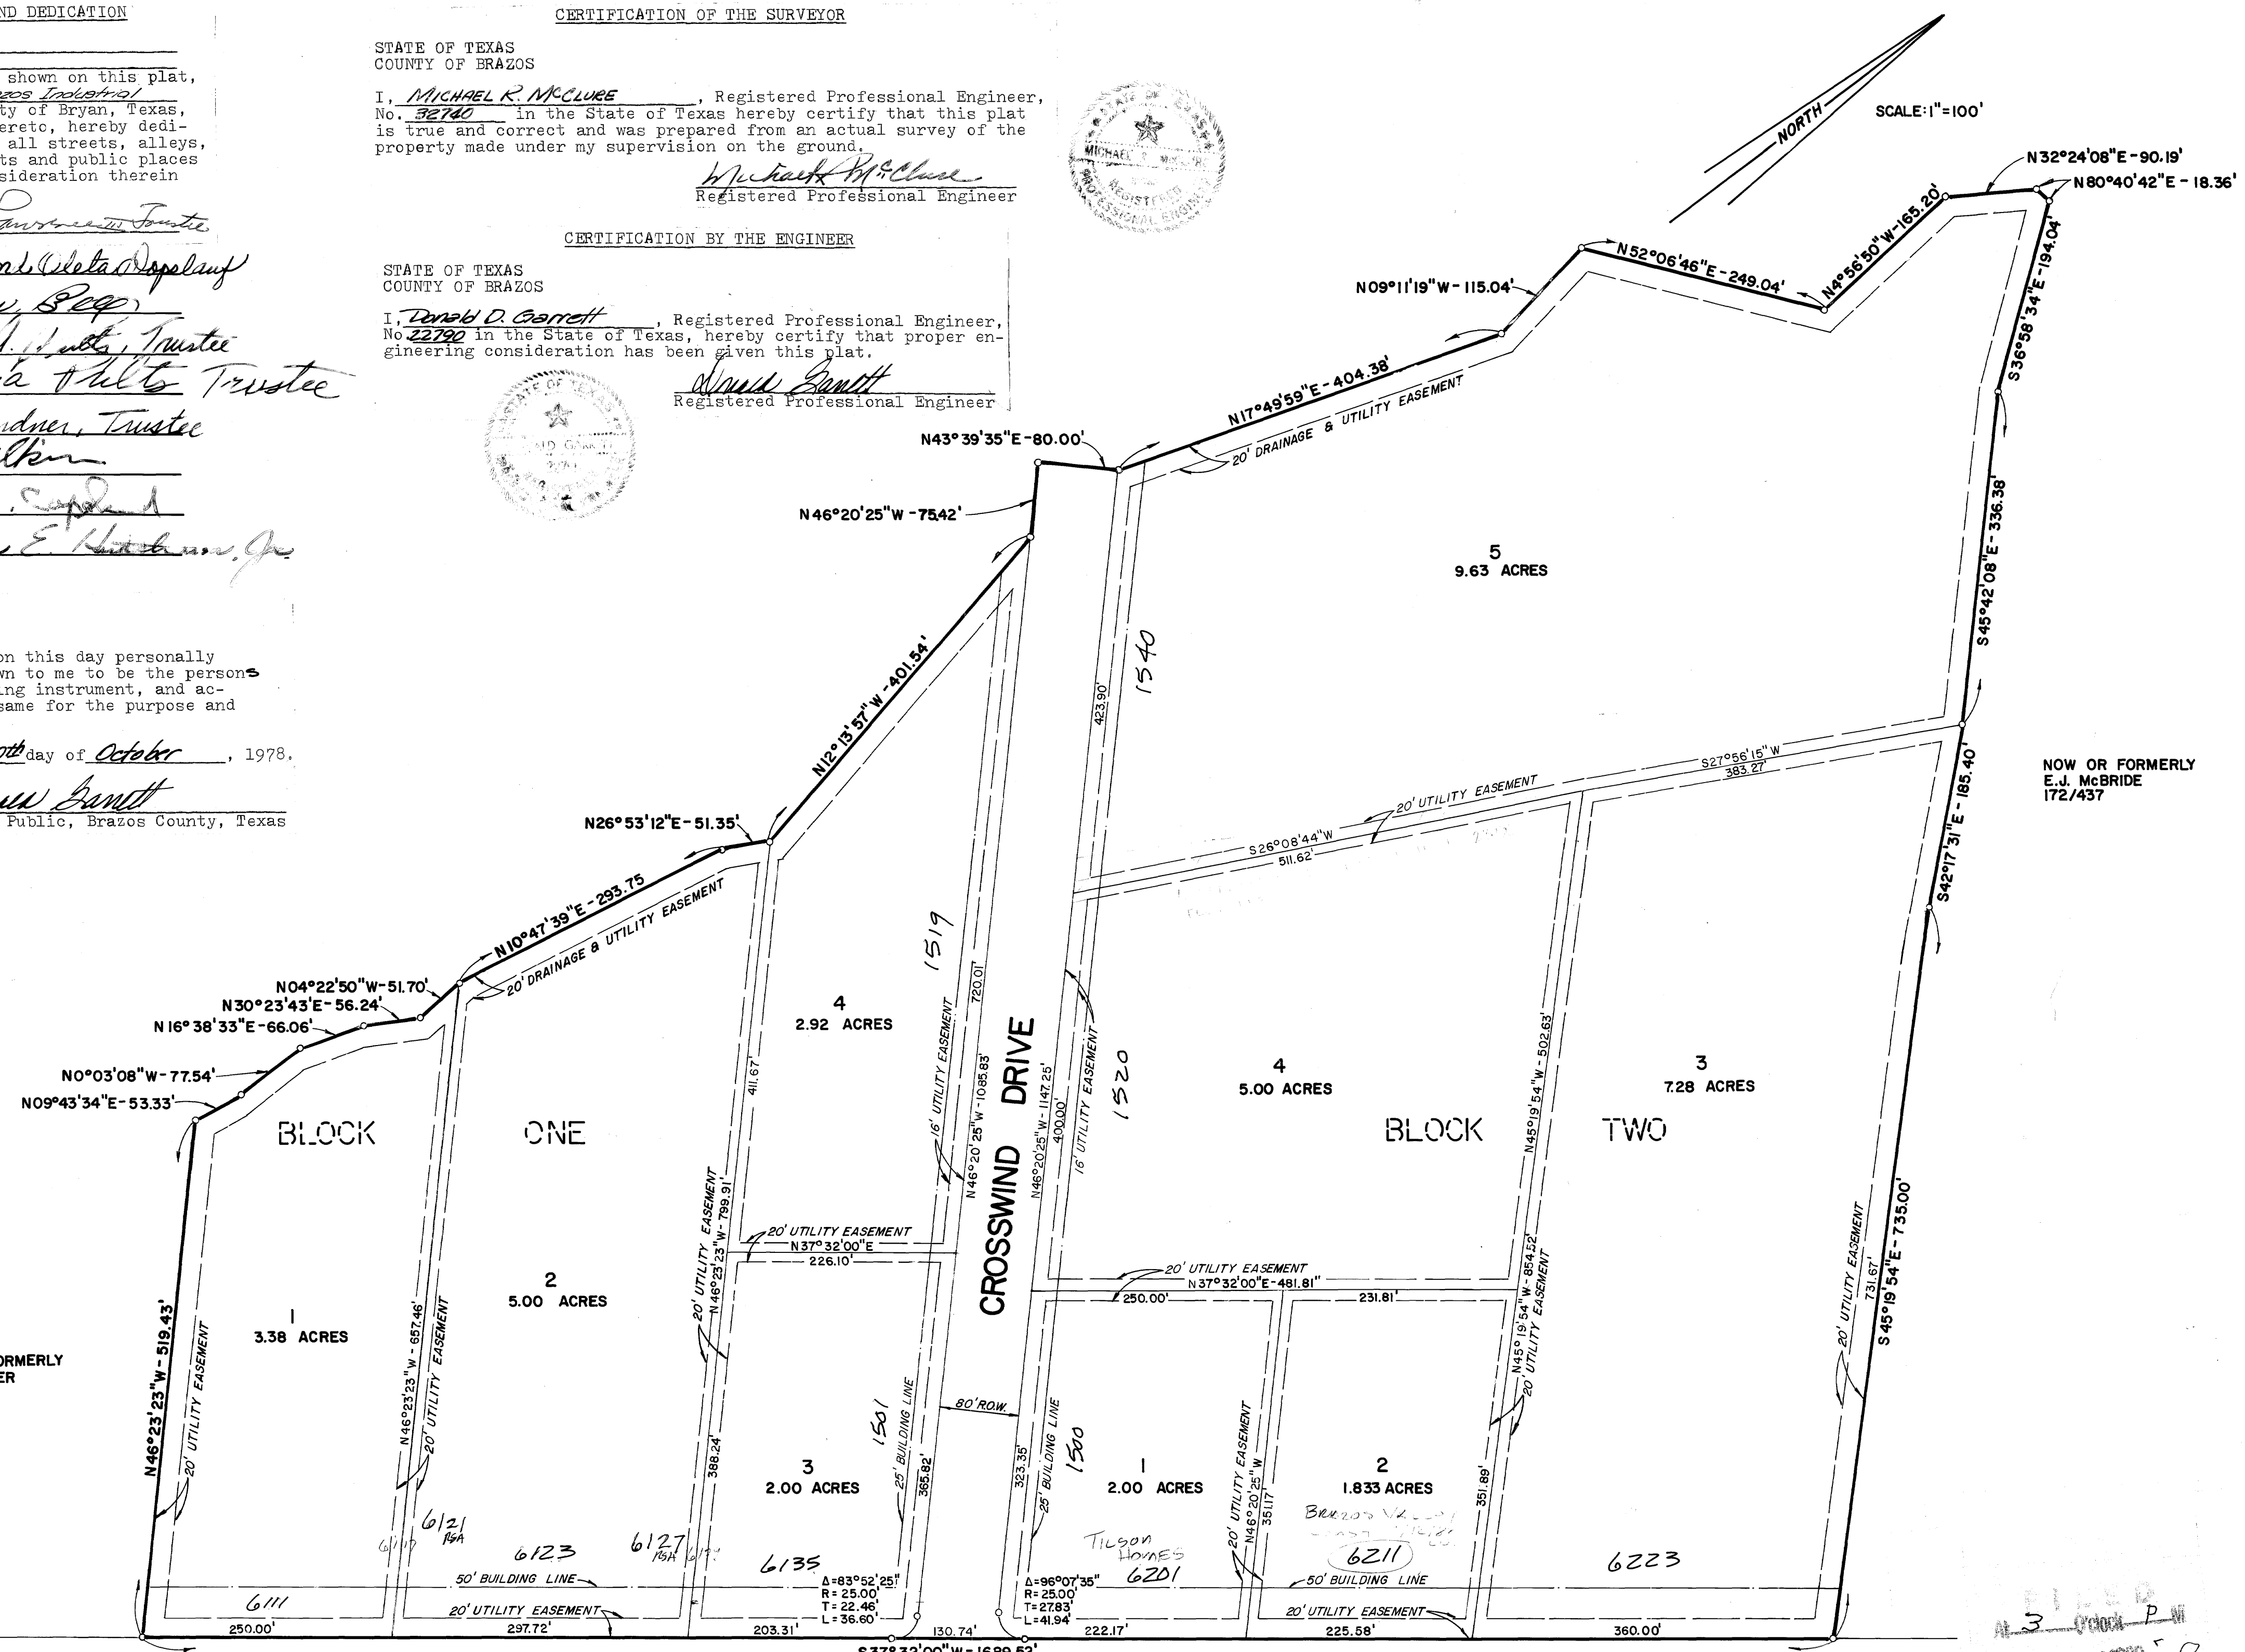 ND DEDICATION
shown on this plat,
zos Industrial
ty of Bryan, Texas,
ereto, hereby dedi-
all streets, alleys,
ts and public places
sideration therein
Trustee
Trustee
Trustee
rdner, Trustee
on this day personally
wn to me to be the persons
ing instrument, and ac-
same for the purpose and
day of October , 1978.
Public, Brazos County, Texas
CERTIFICATION OF THE SURVEYOR
STATE OF TEXAS
COUNTY OF BRAZOS
I, MICHAEL R. McCLURE , Registered Professional Engineer,
No. 32740 in the State of Texas hereby certify that this plat
is true and correct and was prepared from an actual survey of the
property made under my supervision on the ground.
Michael R McClure
Registered Professional Engineer
CERTIFICATION BY THE ENGINEER
STATE OF TEXAS
COUNTY OF BRAZOS
I, Donald D. Garrett , Registered Professional Engineer,
No. 22790 in the State of Texas, hereby certify that proper en-
gineering consideration has been given this plat.
Donald Garrett
Registered Professional Engineer
NORTH
SCALE: 1"=100'
N32°24'08"E-90.19'
N80°40'42"E-18.36'
N4°56'50"W-165.20'
N52°06'46"E-249.04'
S36°58'34"E-194.04'
N09°11'19"W-115.04'
N17°49'59"E-404.38'
20' DRAINAGE & UTILITY EASEMENT
N43°39'35"E-80.00'
N46°20'25"W-75.42'
5
9.63 ACRES
S45°42'08"E-336.38'
1540
423.90'
N12°13'57"W-401.54'
S27°56'15"W
383.27'
20' UTILITY EASEMENT
S26°08'44"W
511.62'
NOW OR FORMERLY
E.J. McBRIDE
172/437
S42°17'31"E-185.40'
N26°53'12"E-51.35'
N10°47'39"E-293.75
20' DRAINAGE & UTILITY EASEMENT
N04°22'50"W-51.70'
N30°23'43'E-56.24'
N16°38'33"E-66.06'
N0°03'08"W-77.54'
N09°43'34"E-53.33'
1519
720.01'
4
2.92 ACRES
16' UTILITY EASEMENT
411.67'
N46°20'25"W-1085.83'
CROSSWIND DRIVE
N46°20'25"W-1147.25'
400.00'
16' UTILITY EASEMENT
1520
4
5.00 ACRES
N45°19'54"W-502.63'
3
7.28 ACRES
BLOCK ONE
BLOCK TWO
20' UTILITY EASEMENT
N46°23'23"W-799.91'
20' UTILITY EASEMENT
N37°32'00"E
226.10'
20' UTILITY EASEMENT
N37°32'00"E-481.81"
250.00'
231.81'
N45°19'54"W-854.52'
20' UTILITY EASEMENT
20' UTILITY EASEMENT
731.67'
S45°19'54"E-735.00'
2
5.00 ACRES
1
3.38 ACRES
N46°23'23"W-519.43'
20' UTILITY EASEMENT
N46°23'23"W-657.46'
20' UTILITY EASEMENT
ORMERLY
ER
388.24'
3
2.00 ACRES
1501
25' BUILDING LINE
365.82'
80' R.O.W.
323.35'
25' BUILDING LINE
1500
1
2.00 ACRES
20' UTILITY EASEMENT
N46°20'25"W
351.17'
2
1.833 ACRES
351.89'
6121
RSA
6123
6127
RSA
6135
TILSON
HOMES
6201
BRAZOS
6211
6223
50' BUILDING LINE
Δ=83°52'25"
R=25.00'
T=22.46'
L=36.60'
Δ=96°07'35"
R=25.00'
T=27.83'
L=41.94'
50' BUILDING LINE
6111
20' UTILITY EASEMENT
20' UTILITY EASEMENT
250.00'
297.72'
203.31'
130.74'
222.17'
225.58'
360.00'
S37°32'00"W-1689.52'
FILED
At 3 O'clock P M